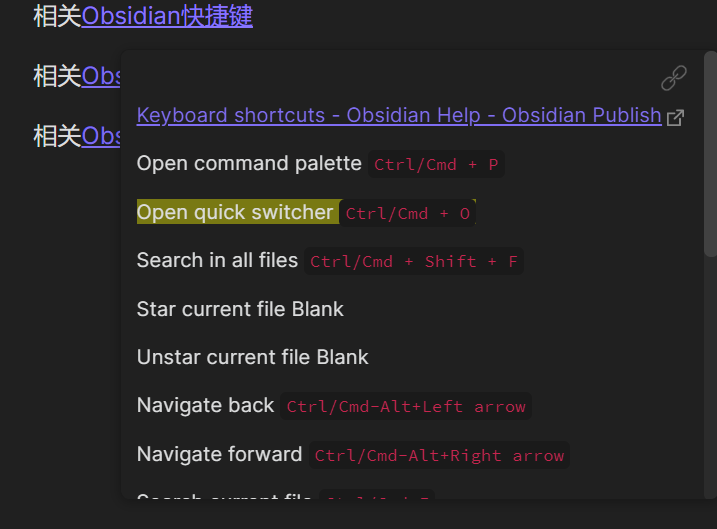 相关Obsidian快捷键
相关Obs
相关Obs
Keyboard shortcuts - Obsidian Help - Obsidian Publish
Open command palette Ctrl/Cmd + P
Open quick switcher Ctrl/Cmd + O
Search in all files Ctrl/Cmd + Shift + F
Star current file Blank
Unstar current file Blank
Navigate back Ctrl/Cmd-Alt+Left arrow
Navigate forward Ctrl/Cmd-Alt+Right arrow
Search current file